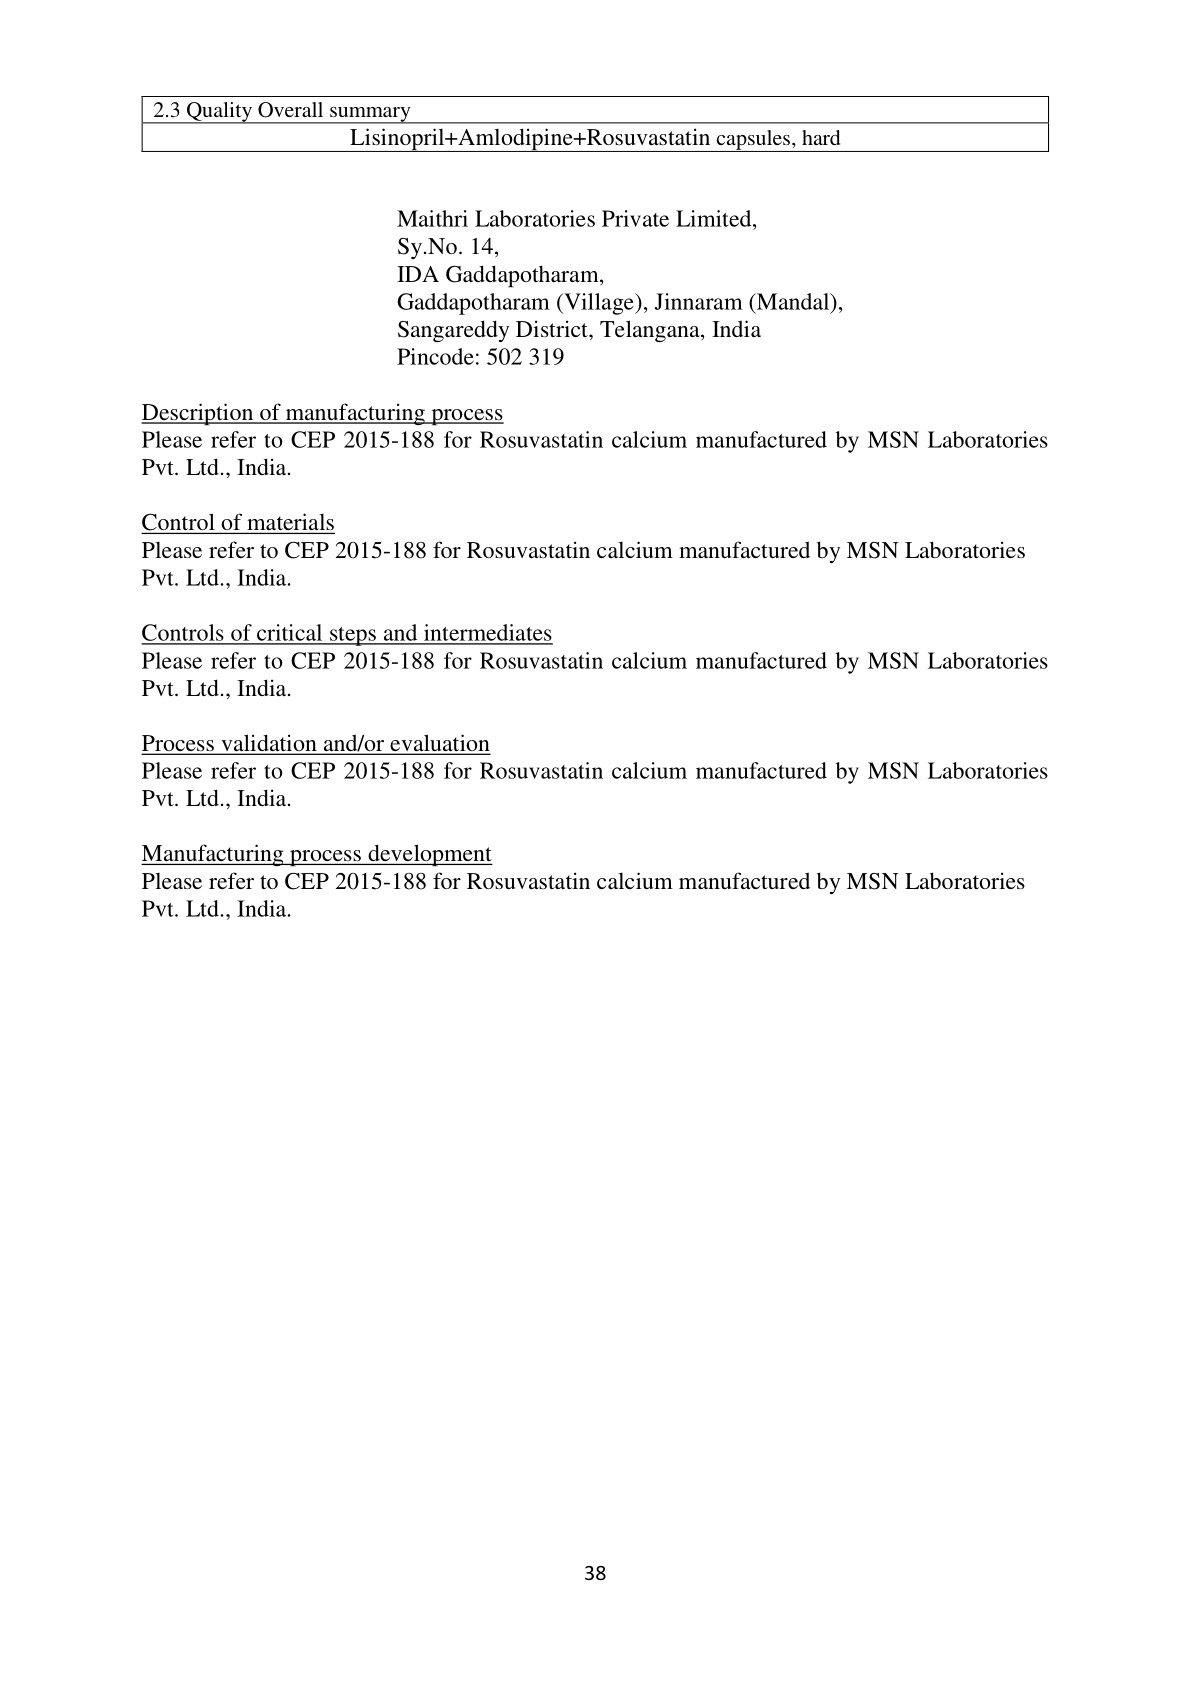 2.3 Quality Overall summary
Lisinopril+Amlodipine+Rosuvastatin capsules, hard
Maithri Laboratories Private Limited,
Sy.No. 14,
IDA Gaddapotharam,
Gaddapotharam (Village), Jinnaram (Mandal),
Sangareddy District, Telangana, India
Pincode: 502 319
Description of manufacturing process
Please refer to CEP 2015-188 for Rosuvastatin calcium manufactured by MSN Laboratories
Pvt. Ltd., India.
Control of materials
Please refer to CEP 2015-188 for Rosuvastatin calcium manufactured by MSN Laboratories
Pvt. Ltd., India.
Controls of critical steps and intermediates
Please refer to CEP 2015-188 for Rosuvastatin calcium manufactured by MSN Laboratories
Pvt. Ltd., India.
Process validation and/or evaluation
Please refer to CEP 2015-188 for Rosuvastatin calcium manufactured by MSN Laboratories
Pvt. Ltd., India.
Manufacturing process development
Please refer to CEP 2015-188 for Rosuvastatin calcium manufactured by MSN Laboratories
Pvt. Ltd., India.
38